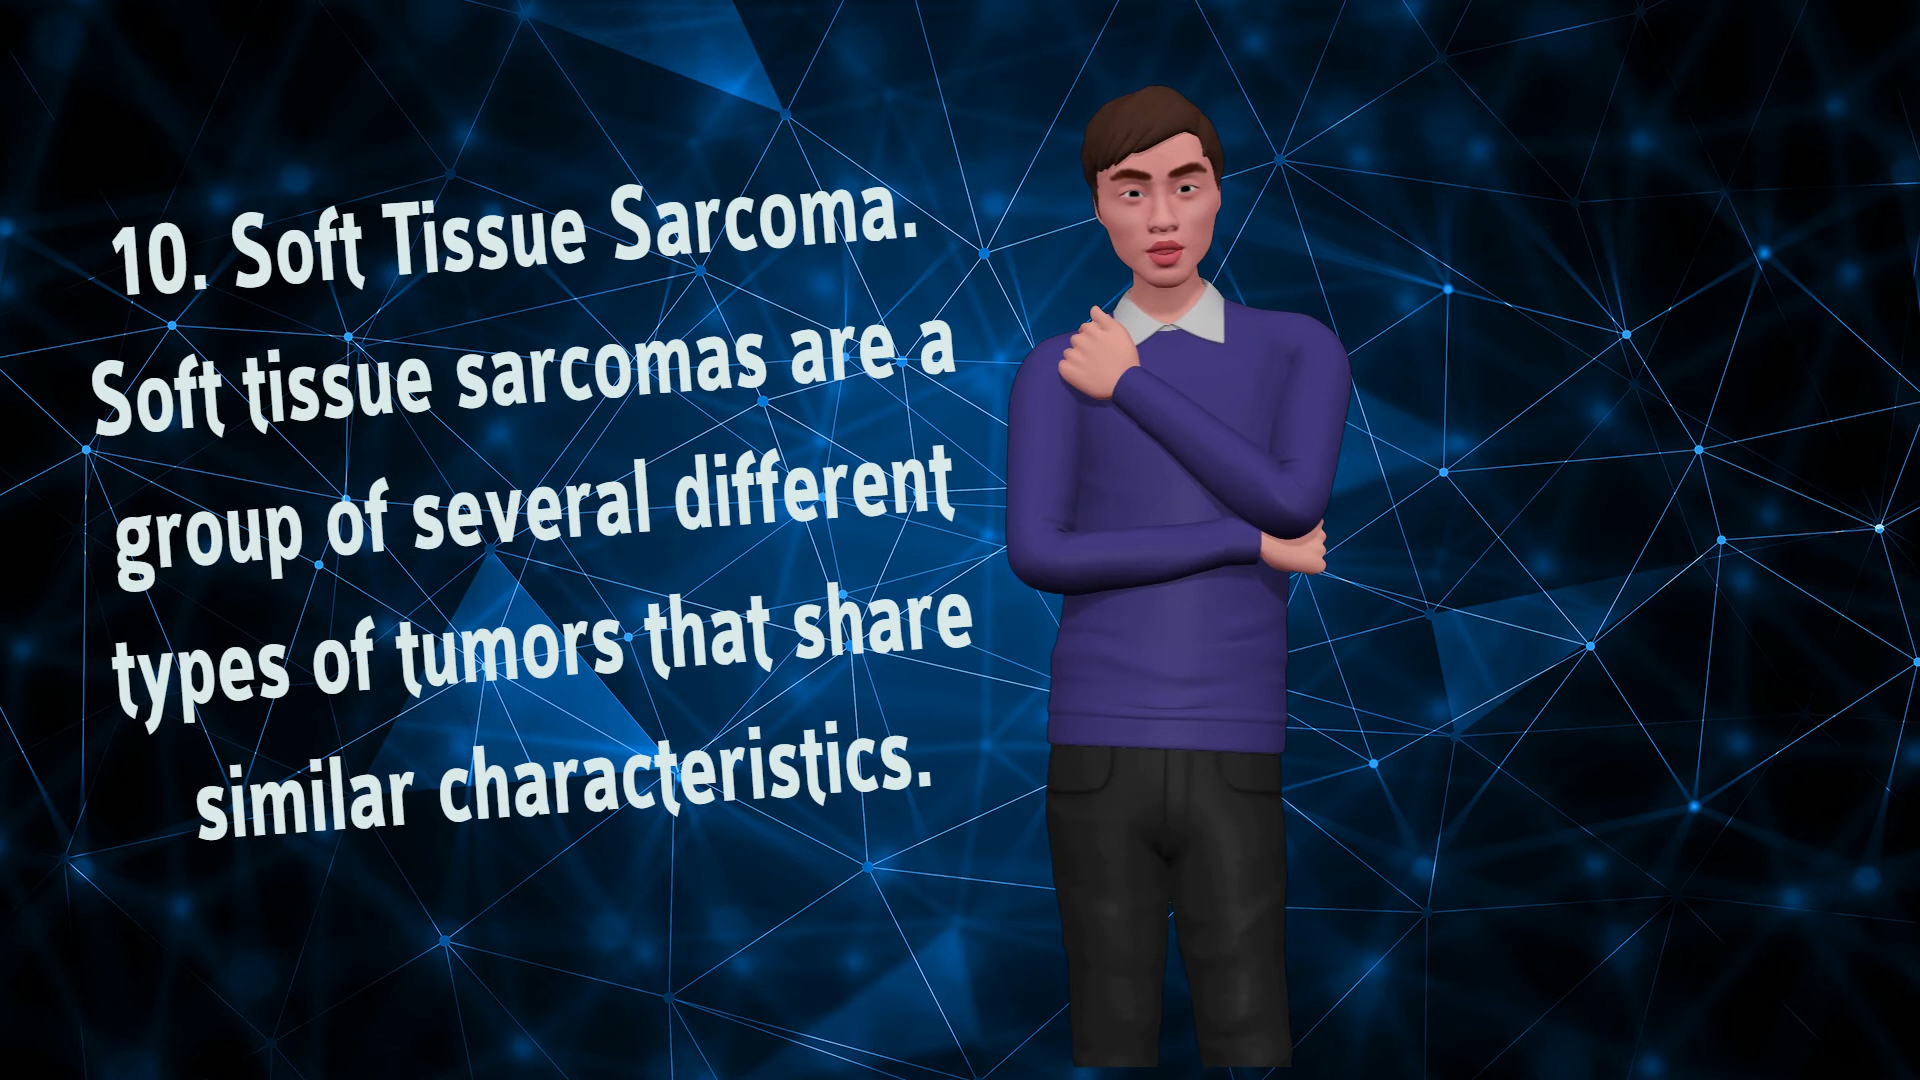 10. Soft Tissue Sarcoma.
Soft tissue sarcomas are a
group of several different
types of tumors that share
similar characteristics.